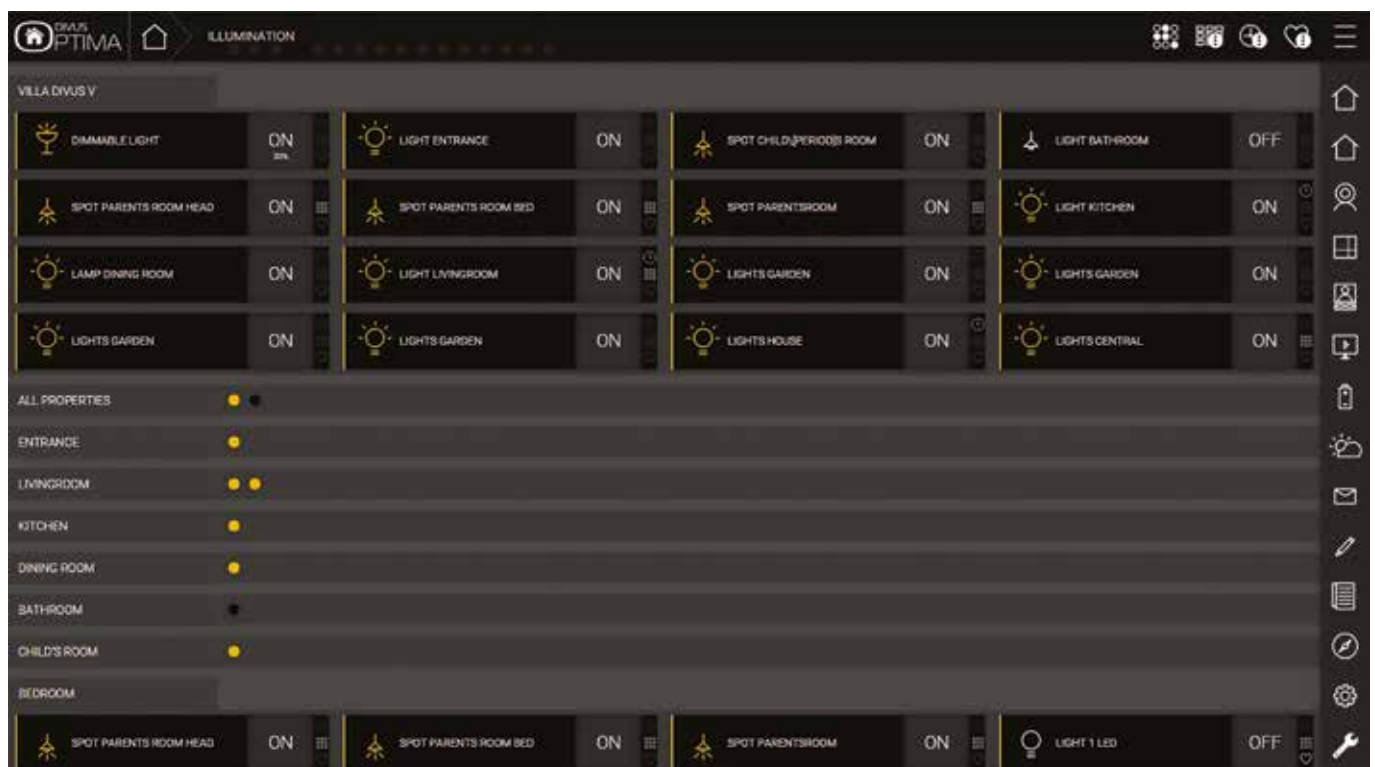 DIVUS
OPTIMA
ILLUMINATION
VILLA DIVUS V
DIMMABLE LIGHT ON
LIGHT ENTRANCE ON
SPOT CHILD\[PERIOD]S ROOM ON
LIGHT BATHROOM OFF
SPOT PARENTS ROOM HEAD ON
SPOT PARENTS ROOM BED ON
SPOT PARENTSROOM ON
LIGHT KITCHEN ON
LAMP DINING ROOM ON
LIGHT LIVINGROOM ON
LIGHTS GARDEN ON
LIGHTS GARDEN ON
LIGHTS GARDEN ON
LIGHTS GARDEN ON
LIGHTS HOUSE ON
LIGHTS CENTRAL ON
ALL PROPERTIES
ENTRANCE
LIVINGROOM
KITCHEN
DINING ROOM
BATHROOM
CHILD'S ROOM
BEDROOM
SPOT PARENTS ROOM HEAD ON
SPOT PARENTS ROOM BED ON
SPOT PARENTSROOM ON
LIGHT 1 LED OFF